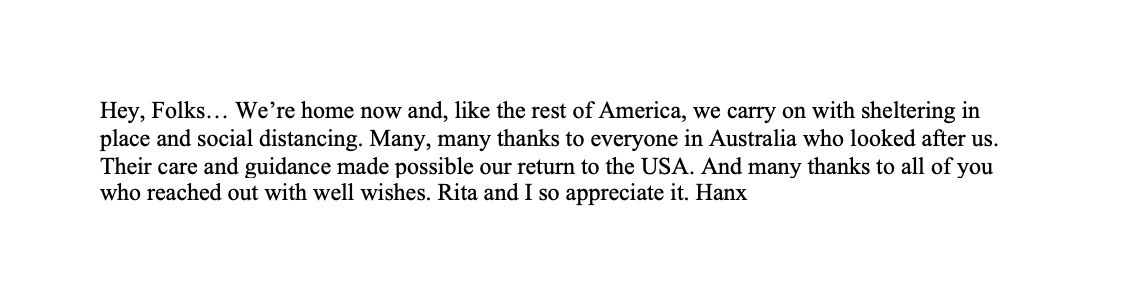 Hey, Folks… We’re home now and, like the rest of America, we carry on with sheltering in
place and social distancing. Many, many thanks to everyone in Australia who looked after us.
Their care and guidance made possible our return to the USA. And many thanks to all of you
who reached out with well wishes. Rita and I so appreciate it. Hanx